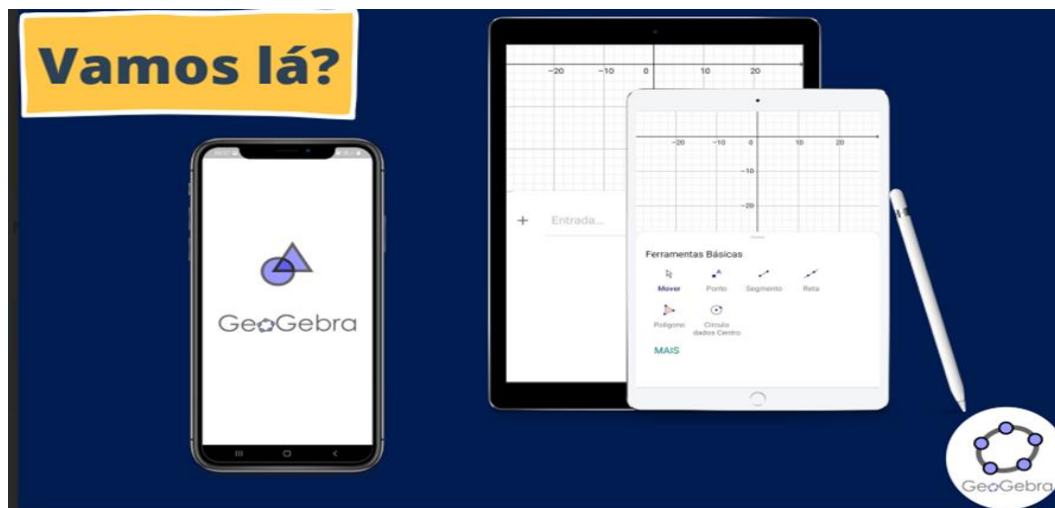 Vamos lá?
GeoGebra
-20 -10 0 10 20
+ Entrada...
-20 -10 0 10 20
-10
-20
Ferramentas Básicas
Mover Ponto Segmento Reta
Polígono Círculo
dados Centro
MAIS
GeoGebra